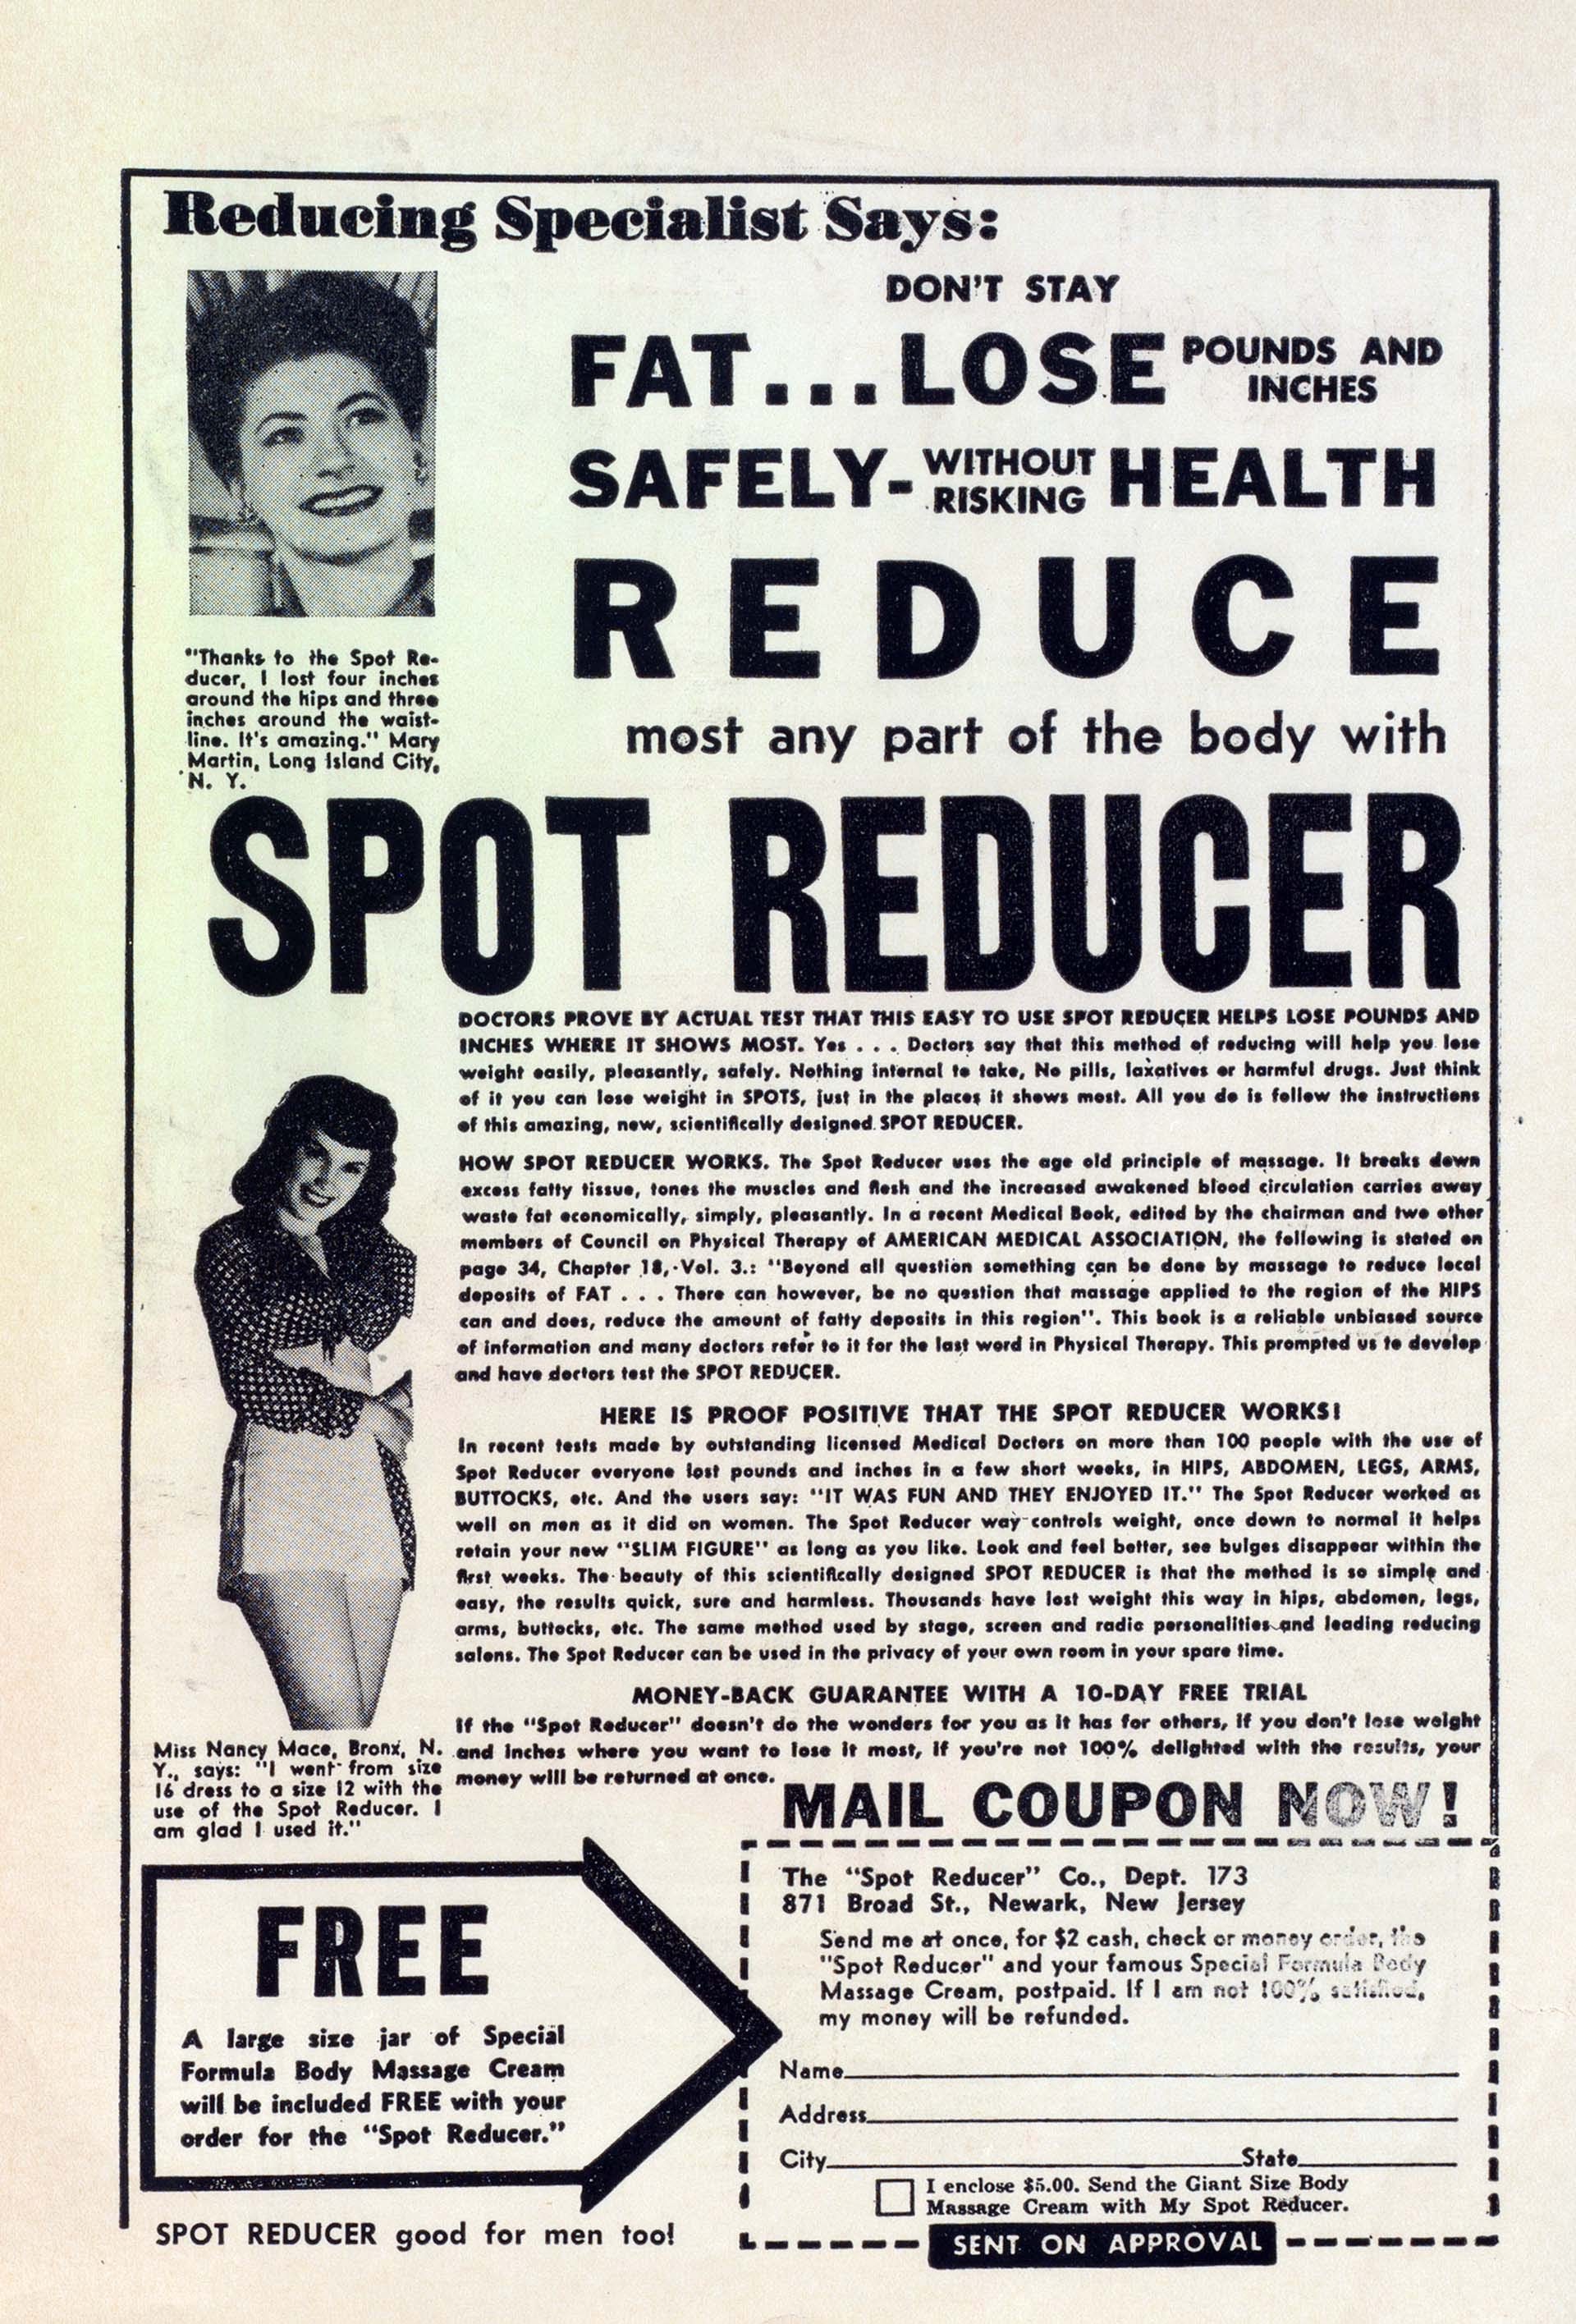 Reducing Specialist Says:
DON'T STAY
FAT...LOSE POUNDS AND INCHES
SAFELY- WITHOUT RISKING HEALTH
REDUCE
most any part of the body with
"Thanks to the Spot Re-
ducer, I lost four inches
around the hips and three
inches around the waist-
line. It's amazing." Mary
Martin, Long Island City,
N. Y.
SPOT REDUCER
DOCTORS PROVE BY ACTUAL TEST THAT THIS EASY TO USE SPOT REDUCER HELPS LOSE POUNDS AND
INCHES WHERE IT SHOWS MOST. Yes . . . Doctors say that this method of reducing will help you lose
weight easily, pleasantly, safely. Nothing internal to take, No pills, laxatives or harmful drugs. Just think
of it you can lose weight in SPOTS, just in the places it shows most. All you do is follow the instructions
of this amazing, new, scientifically designed SPOT REDUCER.
HOW SPOT REDUCER WORKS. The Spot Reducer uses the age old principle of massage. It breaks down
excess fatty tissue, tones the muscles and flesh and the increased awakened blood circulation carries away
waste fat economically, simply, pleasantly. In a recent Medical Book, edited by the chairman and two other
members of Council on Physical Therapy of AMERICAN MEDICAL ASSOCIATION, the following is stated on
page 34, Chapter 18, Vol. 3.: "Beyond all question something can be done by massage to reduce local
deposits of FAT . . . There can however, be no question that massage applied to the region of the HIPS
can and does, reduce the amount of fatty deposits in this region". This book is a reliable unbiased source
of information and many doctors refer to it for the last word in Physical Therapy. This prompted us to develop
and have doctors test the SPOT REDUCER.
HERE IS PROOF POSITIVE THAT THE SPOT REDUCER WORKS!
In recent tests made by outstanding licensed Medical Doctors on more than 100 people with the use of
Spot Reducer everyone lost pounds and inches in a few short weeks, in HIPS, ABDOMEN, LEGS, ARMS,
BUTTOCKS, etc. And the users say: "IT WAS FUN AND THEY ENJOYED IT." The Spot Reducer worked as
well on men as it did on women. The Spot Reducer way controls weight, once down to normal it helps
retain your new "SLIM FIGURE" as long as you like. Look and feel better, see bulges disappear within the
first weeks. The beauty of this scientifically designed SPOT REDUCER is that the method is so simple and
easy, the results quick, sure and harmless. Thousands have lost weight this way in hips, abdomen, legs,
arms, buttocks, etc. The same method used by stage, screen and radio personalities and leading reducing
salons. The Spot Reducer can be used in the privacy of your own room in your spare time.
MONEY-BACK GUARANTEE WITH A 10-DAY FREE TRIAL
If the "Spot Reducer" doesn't do the wonders for you as it has for others, if you don't lose weight
and inches where you want to lose it most, if you're not 100% delighted with the results, your
money will be returned at once.
Miss Nancy Mace, Bronx, N.
Y., says: "I went from size
16 dress to a size 12 with the
use of the Spot Reducer. I
am glad I used it."
MAIL COUPON NOW!
FREE
A large size jar of Special
Formula Body Massage Cream
will be included FREE with your
order for the "Spot Reducer."
SPOT REDUCER good for men too!
The "Spot Reducer" Co., Dept. 173
871 Broad St., Newark, New Jersey
Send me at once, for $2 cash, check or money order, the
"Spot Reducer" and your famous Special Formula Body
Massage Cream, postpaid. If I am not 100% satisfied,
my money will be refunded.
Name
Address
City State
I enclose $5.00. Send the Giant Size Body
Massage Cream with My Spot Reducer.
SENT ON APPROVAL